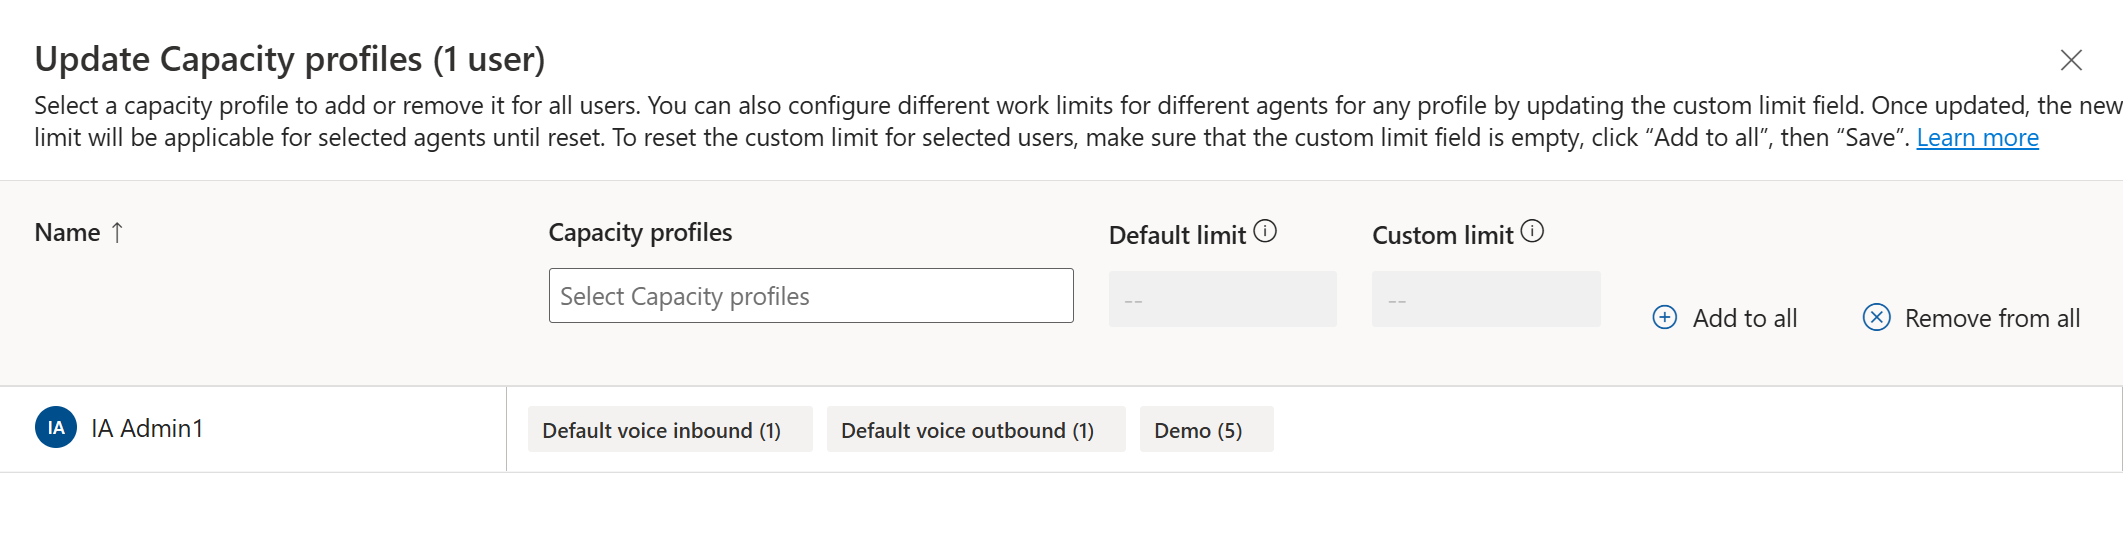 Update Capacity profiles (1 user)
Select a capacity profile to add or remove it for all users. You can also configure different work limits for different agents for any profile by updating the custom limit field. Once updated, the new
limit will be applicable for selected agents until reset. To reset the custom limit for selected users, make sure that the custom limit field is empty, click “Add to all”, then “Save”. Learn more
Name ↑
Capacity profiles
Default limit
Custom limit
Select Capacity profiles
--
--
Add to all
Remove from all
IA
IA Admin1
Default voice inbound (1)
Default voice outbound (1)
Demo (5)